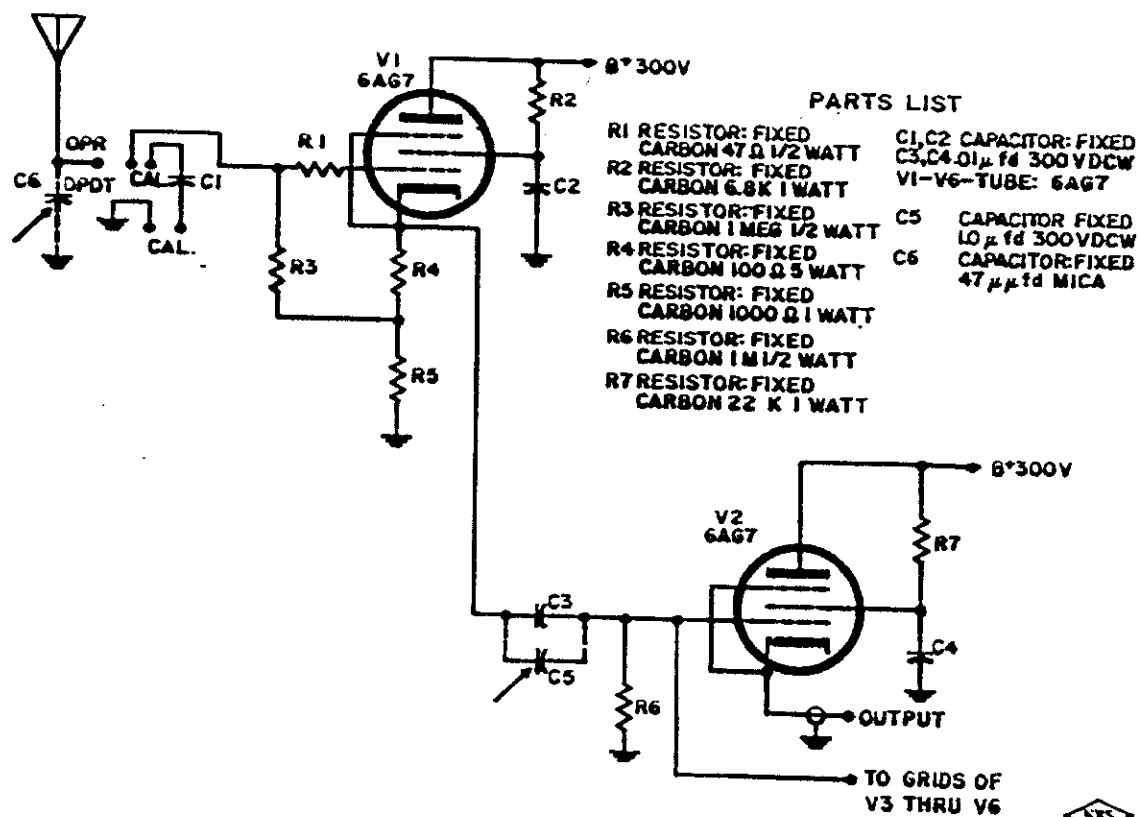 V1
6AG7
B+300V
R2
OPR
R1
C6
DPDT
CAL
C1
C2
CAL.
R3
R4
R5
PARTS LIST
R1 RESISTOR: FIXED
CARBON 47 Ω 1/2 WATT
R2 RESISTOR: FIXED
CARBON 6.8K 1 WATT
R3 RESISTOR: FIXED
CARBON 1 MEG 1/2 WATT
R4 RESISTOR: FIXED
CARBON 100 Ω 5 WATT
R5 RESISTOR: FIXED
CARBON 1000 Ω 1 WATT
R6 RESISTOR: FIXED
CARBON 1 M 1/2 WATT
R7 RESISTOR: FIXED
CARBON 22 K 1 WATT
C1,C2 CAPACITOR: FIXED
C3,C4 .01 μ fd 300 VDCW
V1-V6-TUBE: 6AG7
C5 CAPACITOR FIXED
1.0 μ fd 300VDCW
C6 CAPACITOR: FIXED
47 μμfd MICA
B+300V
V2
6AG7
R7
C3
C5
C4
R6
OUTPUT
TO GRIDS OF
V3 THRU V6